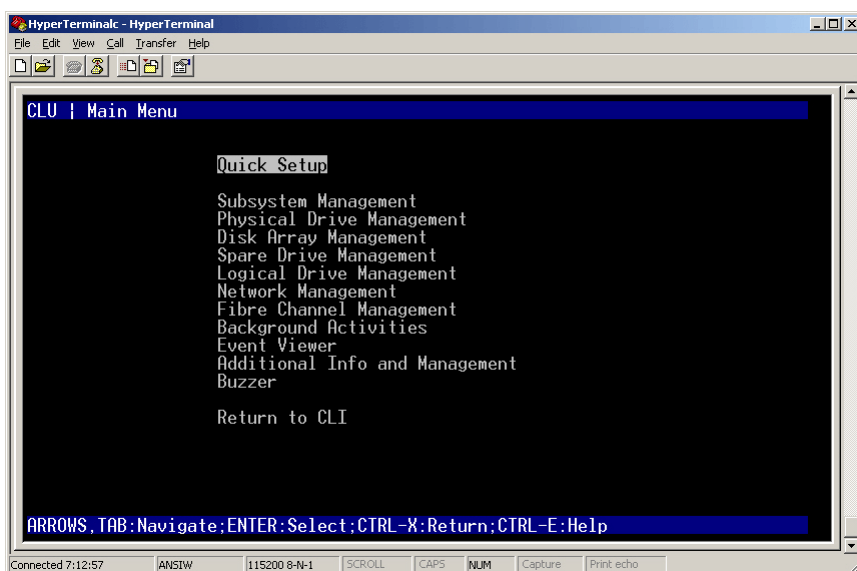 HyperTerminalc - HyperTerminal
File Edit View Call Transfer Help
CLU | Main Menu
Quick Setup
Subsystem Management
Physical Drive Management
Disk Array Management
Spare Drive Management
Logical Drive Management
Network Management
Fibre Channel Management
Background Activities
Event Viewer
Additional Info and Management
Buzzer
Return to CLI
ARROWS,TAB:Navigate;ENTER:Select;CTRL-X:Return;CTRL-E:Help
Connected 7:12:57 ANSIW 115200 8-N-1 SCROLL CAPS NUM Capture Print echo